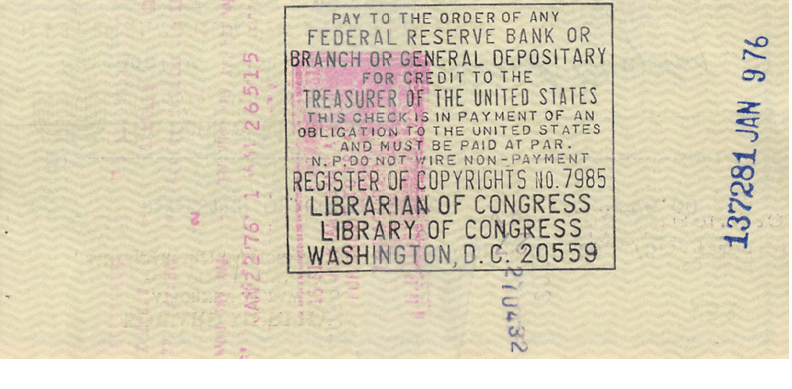 PAY TO THE ORDER OF ANY
FEDERAL RESERVE BANK OR
BRANCH OR GENERAL DEPOSITARY
FOR CREDIT TO THE
TREASURER OF THE UNITED STATES
THIS CHECK IS IN PAYMENT OF AN
OBLIGATION TO THE UNITED STATES
AND MUST BE PAID AT PAR.
N.P. DO NOT WIRE NON-PAYMENT
REGISTER OF COPYRIGHTS NO. 7985
LIBRARIAN OF CONGRESS
LIBRARY OF CONGRESS
WASHINGTON, D.C. 20559
137281 JAN 9 76
26515